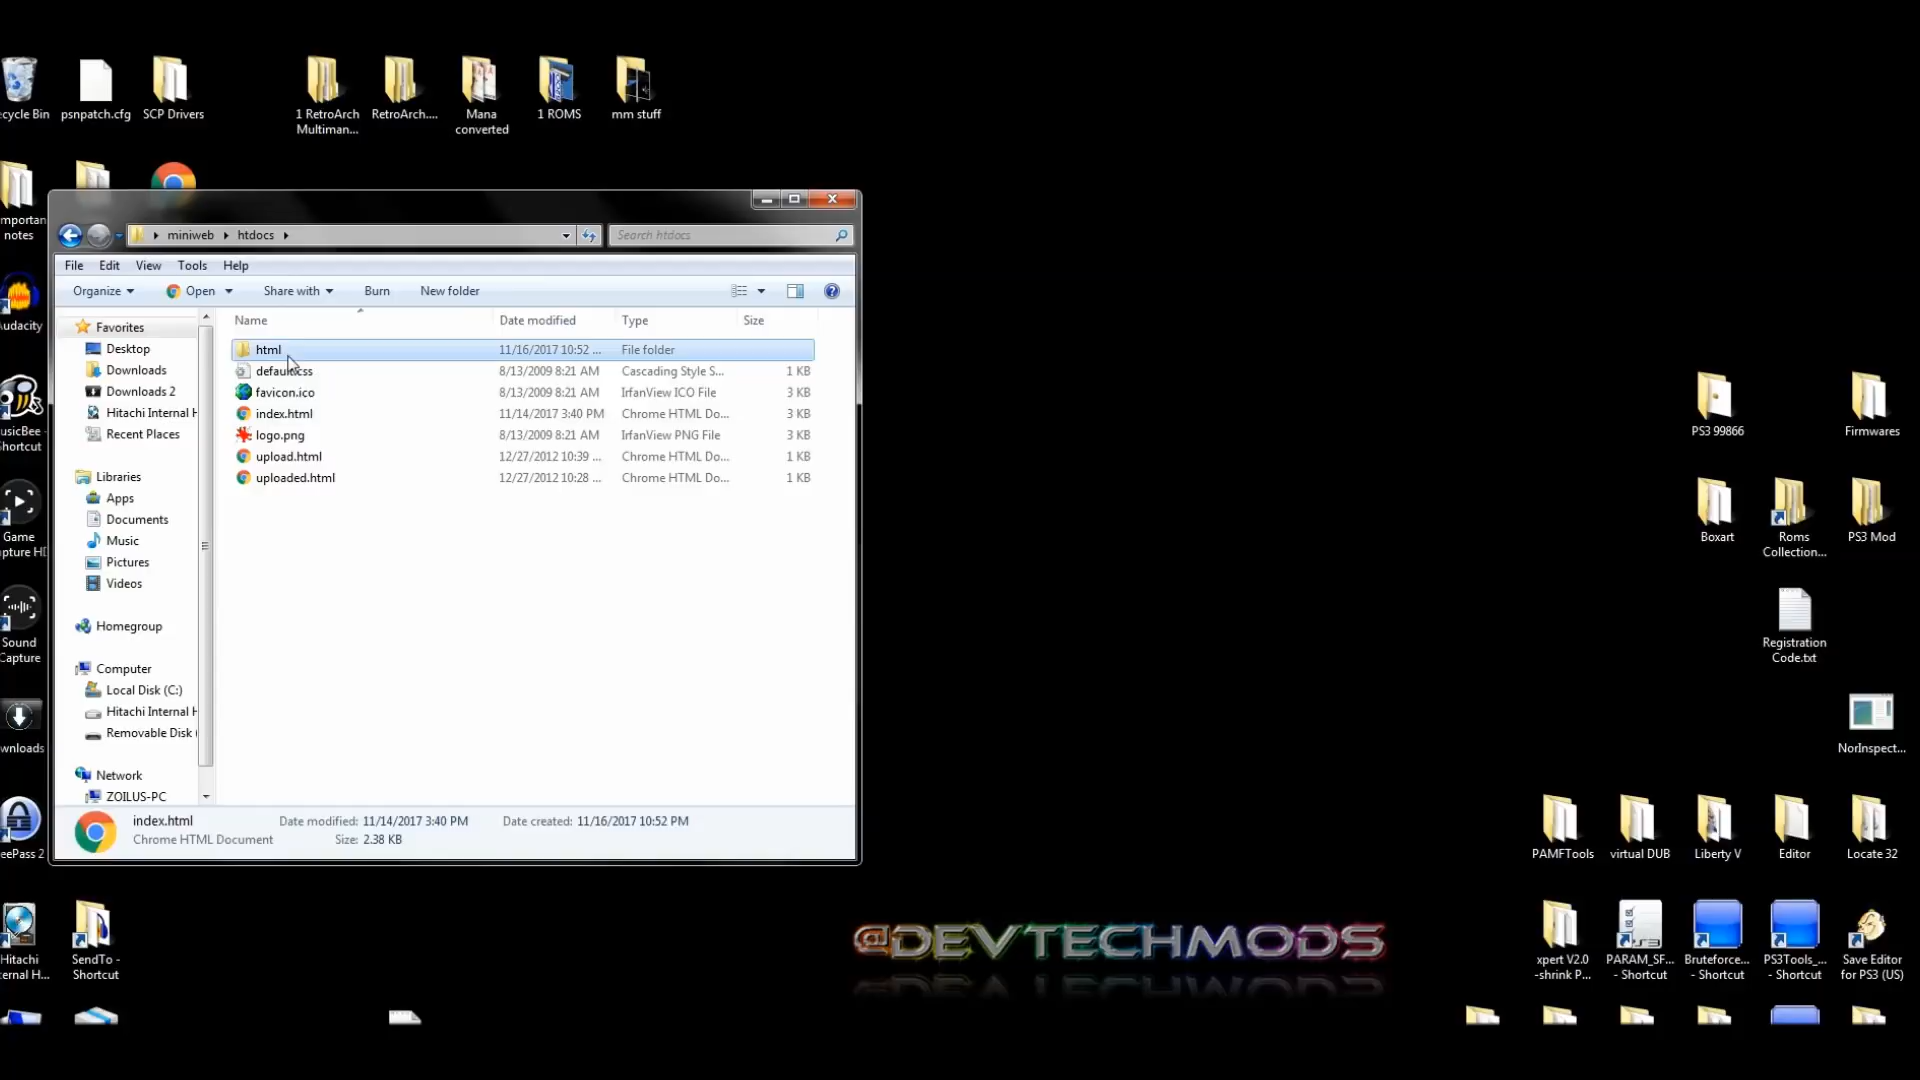 ecycle Bin
psnpatch.cfg
SCP Drivers
1 RetroArch
Multiman...
RetroArch....
Mana
converted
1 ROMS
mm stuff
mportan
notes
miniweb
htdocs
Search htdocs
File Edit View Tools Help
Organize
Open
Share with
Burn
New folder
Favorites
Desktop
Downloads
Downloads 2
Hitachi Internal H
Recent Places
Libraries
Apps
Documents
Music
Pictures
Videos
Homegroup
Computer
Local Disk (C:)
Hitachi Internal H
Removable Disk (
Network
ZOILUS-PC
Name Date modified Type Size
html 11/16/2017 10:52 ... File folder
default.css 8/13/2009 8:21 AM Cascading Style S... 1 KB
favicon.ico 8/13/2009 8:21 AM IrfanView ICO File 3 KB
index.html 11/14/2017 3:40 PM Chrome HTML Do... 3 KB
logo.png 8/13/2009 8:21 AM IrfanView PNG File 3 KB
upload.html 12/27/2012 10:39 ... Chrome HTML Do... 1 KB
uploaded.html 12/27/2012 10:28 ... Chrome HTML Do... 1 KB
index.html Date modified: 11/14/2017 3:40 PM Date created: 11/16/2017 10:52 PM
Chrome HTML Document Size: 2.38 KB
Audacity
usicBee -
Shortcut
Game
apture HD
Sound
Capture
wnloads
eePass 2
Hitachi
ternal H...
SendTo -
Shortcut
PS3 99866
Firmwares
Boxart
Roms
Collection...
PS3 Mod
Registration
Code.txt
NorInspect...
PAMFTools
virtual DUB
Liberty V
Editor
Locate 32
xpert V2.0
-shrink P...
PARAM_SF...
- Shortcut
Bruteforce...
- Shortcut
PS3Tools_...
- Shortcut
Save Editor
for PS3 (US)
@DEVTECHMODS